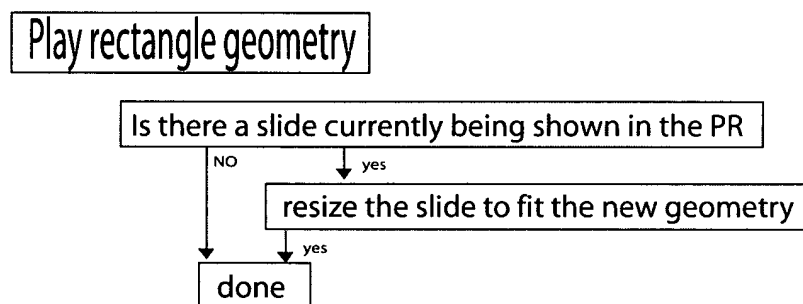 Play rectangle geometry
Is there a slide currently being shown in the PR
NO
yes
resize the slide to fit the new geometry
yes
done